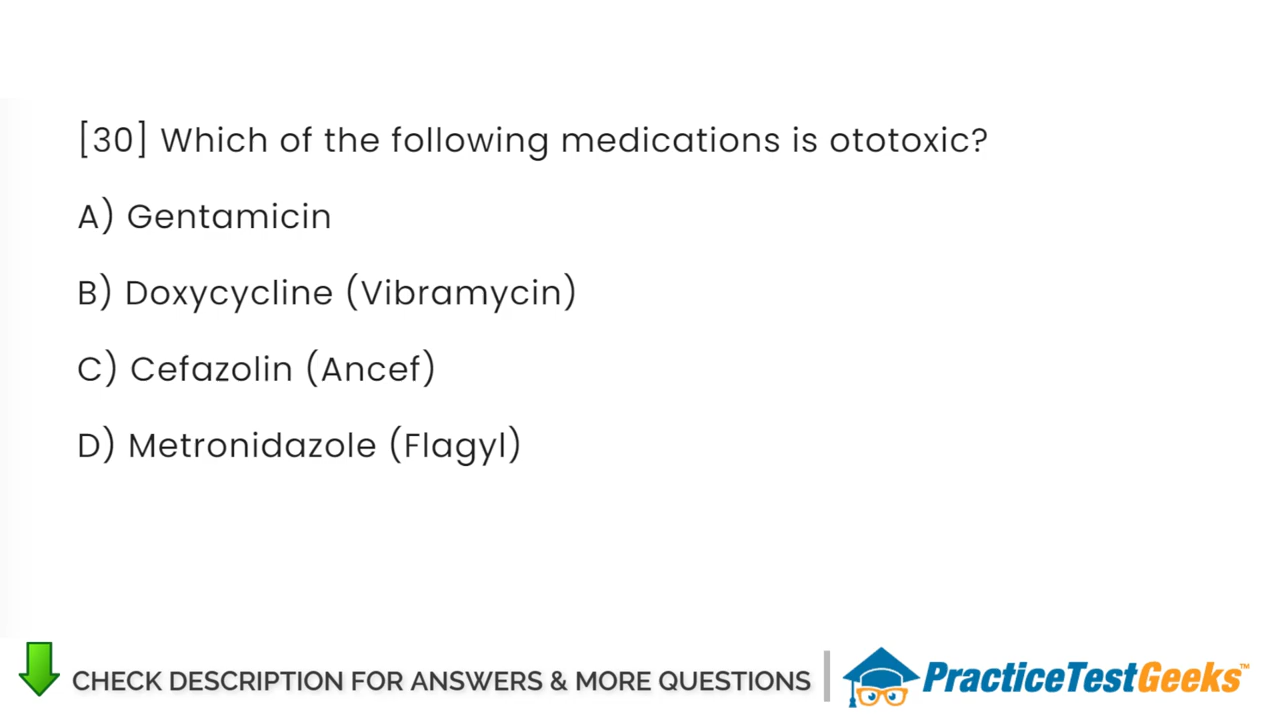 [30] Which of the following medications is ototoxic?
A) Gentamicin
B) Doxycycline (Vibramycin)
C) Cefazolin (Ancef)
D) Metronidazole (Flagyl)
CHECK DESCRIPTION FOR ANSWERS & MORE QUESTIONS
PracticeTestGeeks™